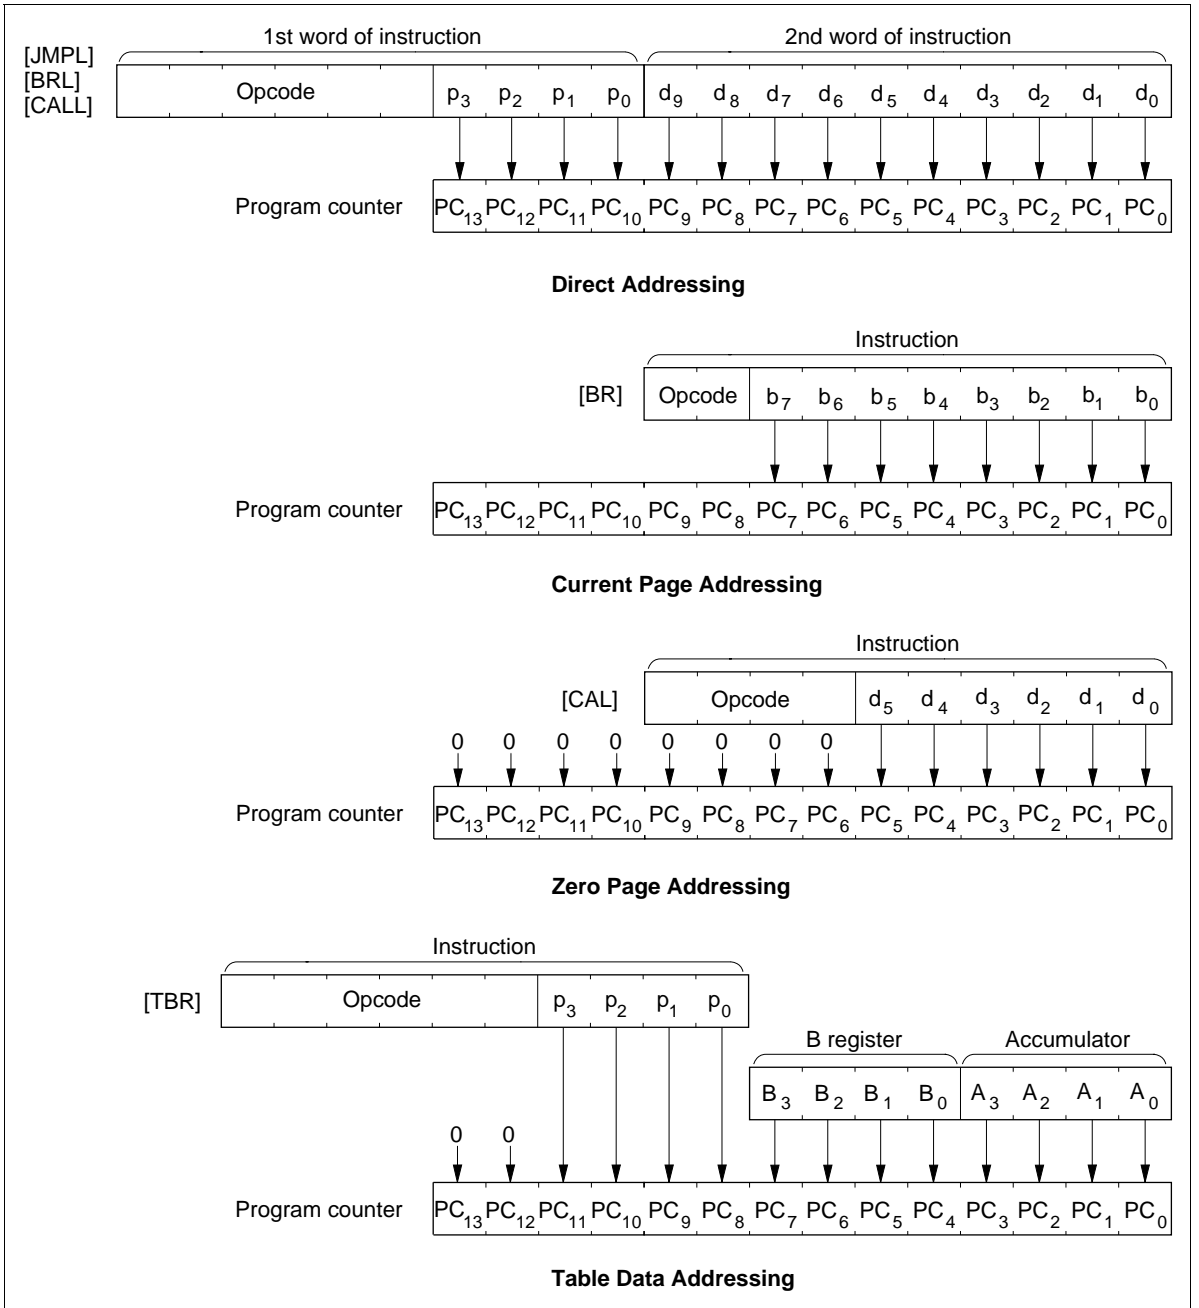 1st word of instruction 2nd word of instruction
[JMPL]
[BRL]
[CALL]
Opcode p3 p2 p1 p0 d9 d8 d7 d6 d5 d4 d3 d2 d1 d0
Program counter PC13 PC12 PC11 PC10 PC9 PC8 PC7 PC6 PC5 PC4 PC3 PC2 PC1 PC0
Direct Addressing
Instruction
[BR] Opcode b7 b6 b5 b4 b3 b2 b1 b0
Program counter PC13 PC12 PC11 PC10 PC9 PC8 PC7 PC6 PC5 PC4 PC3 PC2 PC1 PC0
Current Page Addressing
Instruction
[CAL] Opcode d5 d4 d3 d2 d1 d0
0 0 0 0 0 0 0 0
Program counter PC13 PC12 PC11 PC10 PC9 PC8 PC7 PC6 PC5 PC4 PC3 PC2 PC1 PC0
Zero Page Addressing
Instruction
[TBR] Opcode p3 p2 p1 p0
B register Accumulator
B3 B2 B1 B0 A3 A2 A1 A0
0 0
Program counter PC13 PC12 PC11 PC10 PC9 PC8 PC7 PC6 PC5 PC4 PC3 PC2 PC1 PC0
Table Data Addressing